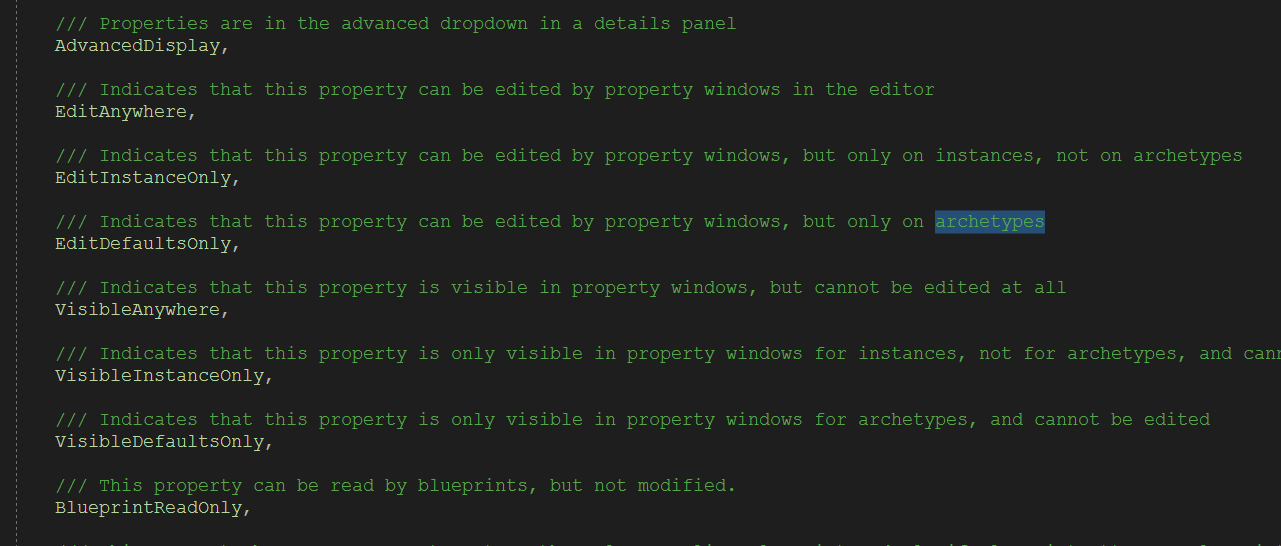 /// Properties are in the advanced dropdown in a details panel
AdvancedDisplay,
/// Indicates that this property can be edited by property windows in the editor
EditAnywhere,
/// Indicates that this property can be edited by property windows, but only on instances, not on archetypes
EditInstanceOnly,
/// Indicates that this property can be edited by property windows, but only on archetypes
EditDefaultsOnly,
/// Indicates that this property is visible in property windows, but cannot be edited at all
VisibleAnywhere,
/// Indicates that this property is only visible in property windows for instances, not for archetypes, and
VisibleInstanceOnly,
/// Indicates that this property is only visible in property windows for archetypes, and cannot be edited
VisibleDefaultsOnly,
/// This property can be read by blueprints, but not modified.
BlueprintReadOnly,